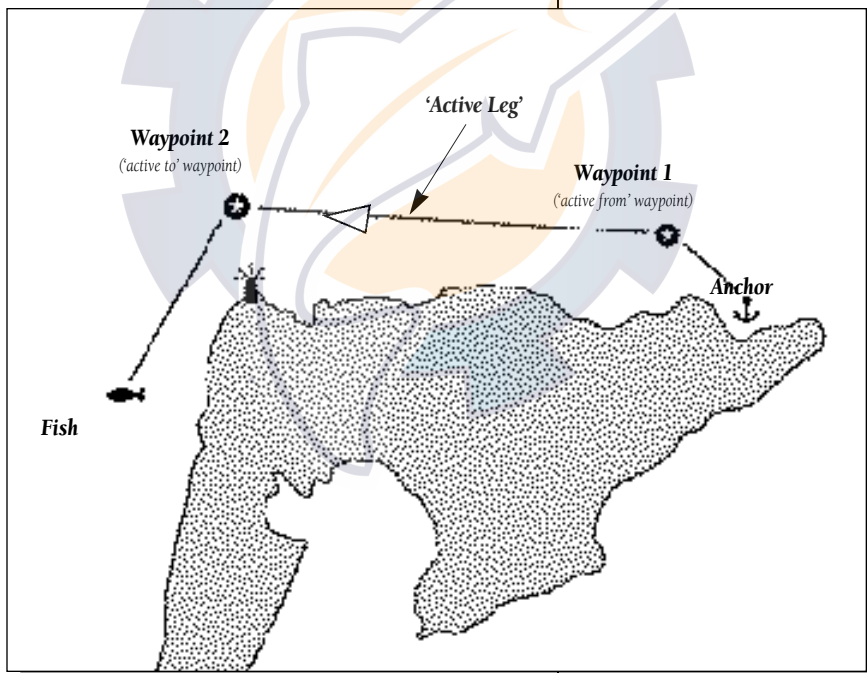 ‘Active Leg’
Waypoint 2
(‘active to’ waypoint)
Waypoint 1
(‘active from’ waypoint)
Anchor
Fish